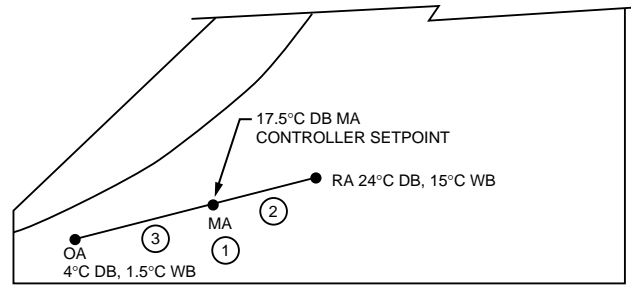 17.5°C DB MA
CONTROLLER SETPOINT
RA 24°C DB, 15°C WB
2
MA
3
1
OA
4°C DB, 1.5°C WB